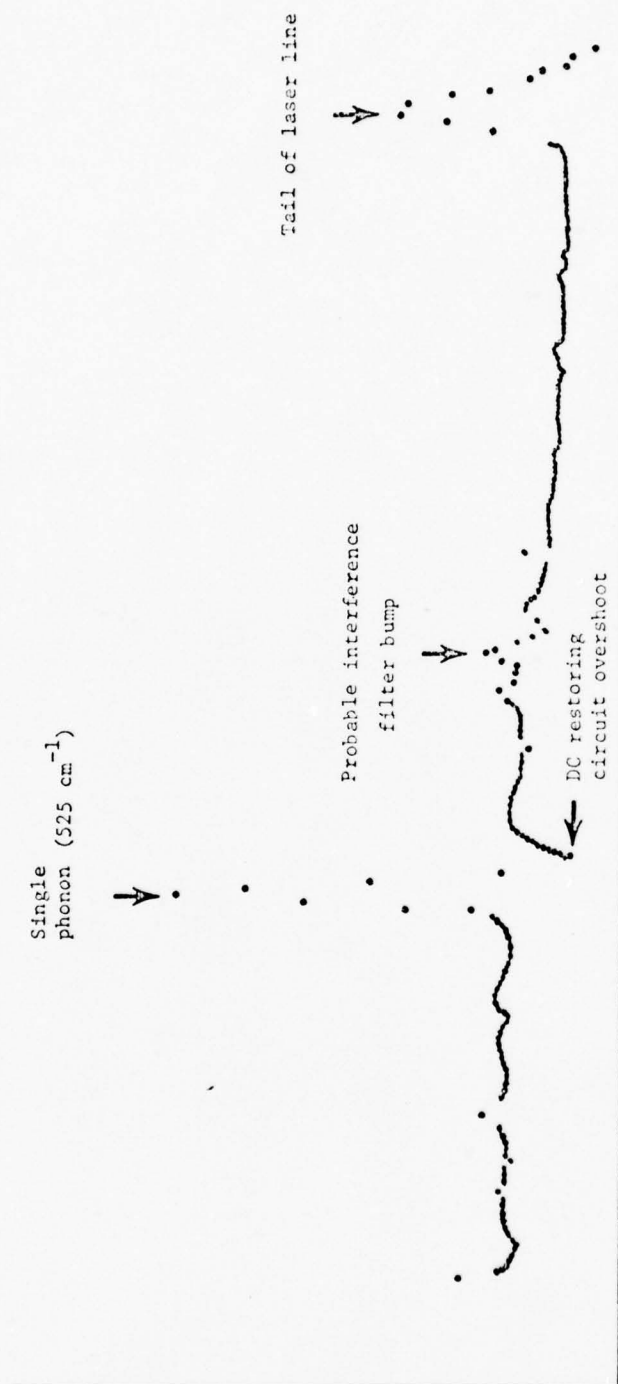 Single
phonon (525 cm⁻¹)
Probable interference
filter bump
DC restoring
circuit overshoot
Tail of laser line